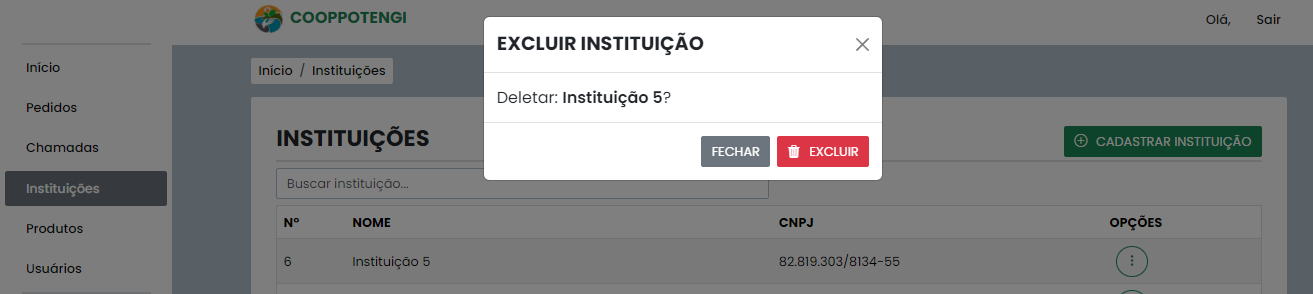 COOPPOTENGI
Olá,
Sair
EXCLUIR INSTITUIÇÃO
Deletar: Instituição 5?
FECHAR
EXCLUIR
Início
Pedidos
Chamadas
Instituições
Produtos
Usuários
Início / Instituições
INSTITUIÇÕES
CADASTRAR INSTITUIÇÃO
Buscar instituição...
Nº NOME CNPJ OPÇÕES
6 Instituição 5 82.819.303/8134-55